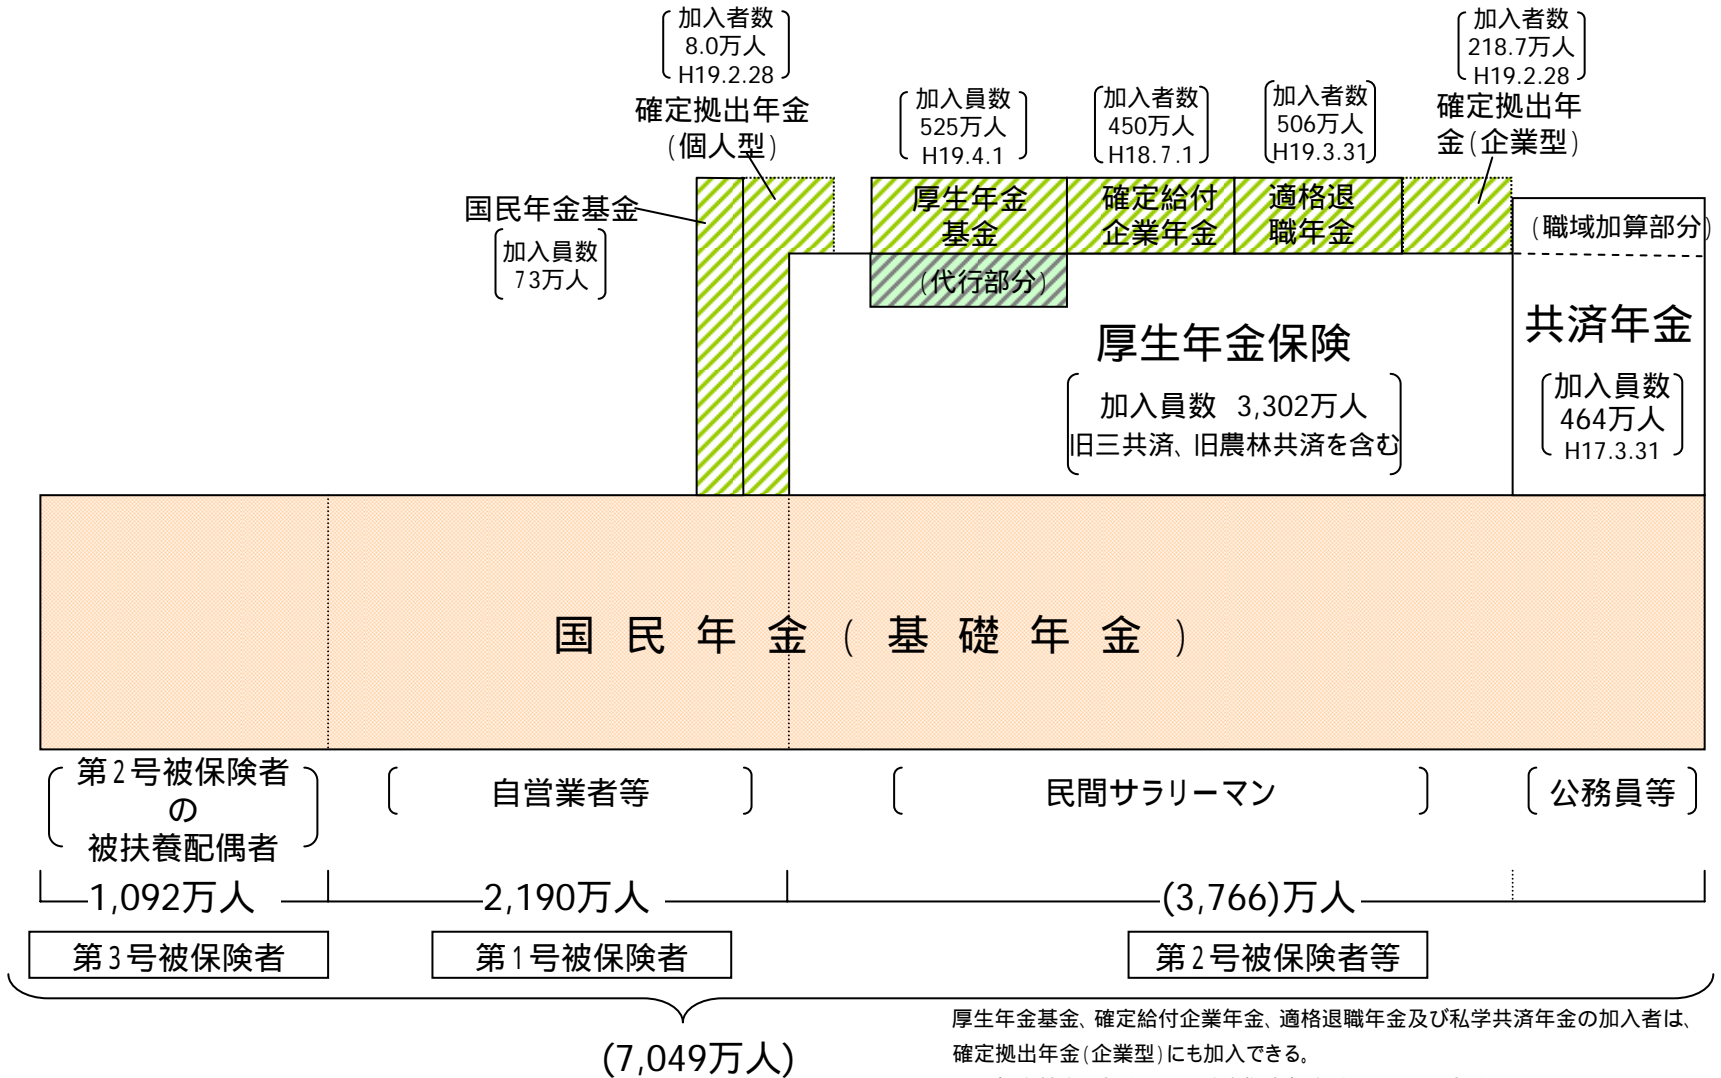 加入者数
8.0万人
H19.2.28
確定拠出年金
(個人型)
加入員数
525万人
H19.4.1
加入者数
450万人
H18.7.1
加入者数
506万人
H19.3.31
加入者数
218.7万人
H19.2.28
確定拠出年
金(企業型)
国民年金基金
加入員数
73万人
厚生年金
基金
確定給付
企業年金
適格退
職年金
(職域加算部分)
(代行部分)
厚生年金保険
加入員数 3,302万人
旧三共済、旧農林共済を含む
共済年金
加入員数
464万人
H17.3.31
国民年金(基礎年金)
第2号被保険者
の
被扶養配偶者
自営業者等
民間サラリーマン
公務員等
1,092万人
2,190万人
(3,766)万人
第3号被保険者
第1号被保険者
第2号被保険者等
(7,049万人)
厚生年金基金、確定給付企業年金、適格退職年金及び私学共済年金の加入者は、
確定拠出年金(企業型)にも加入できる。